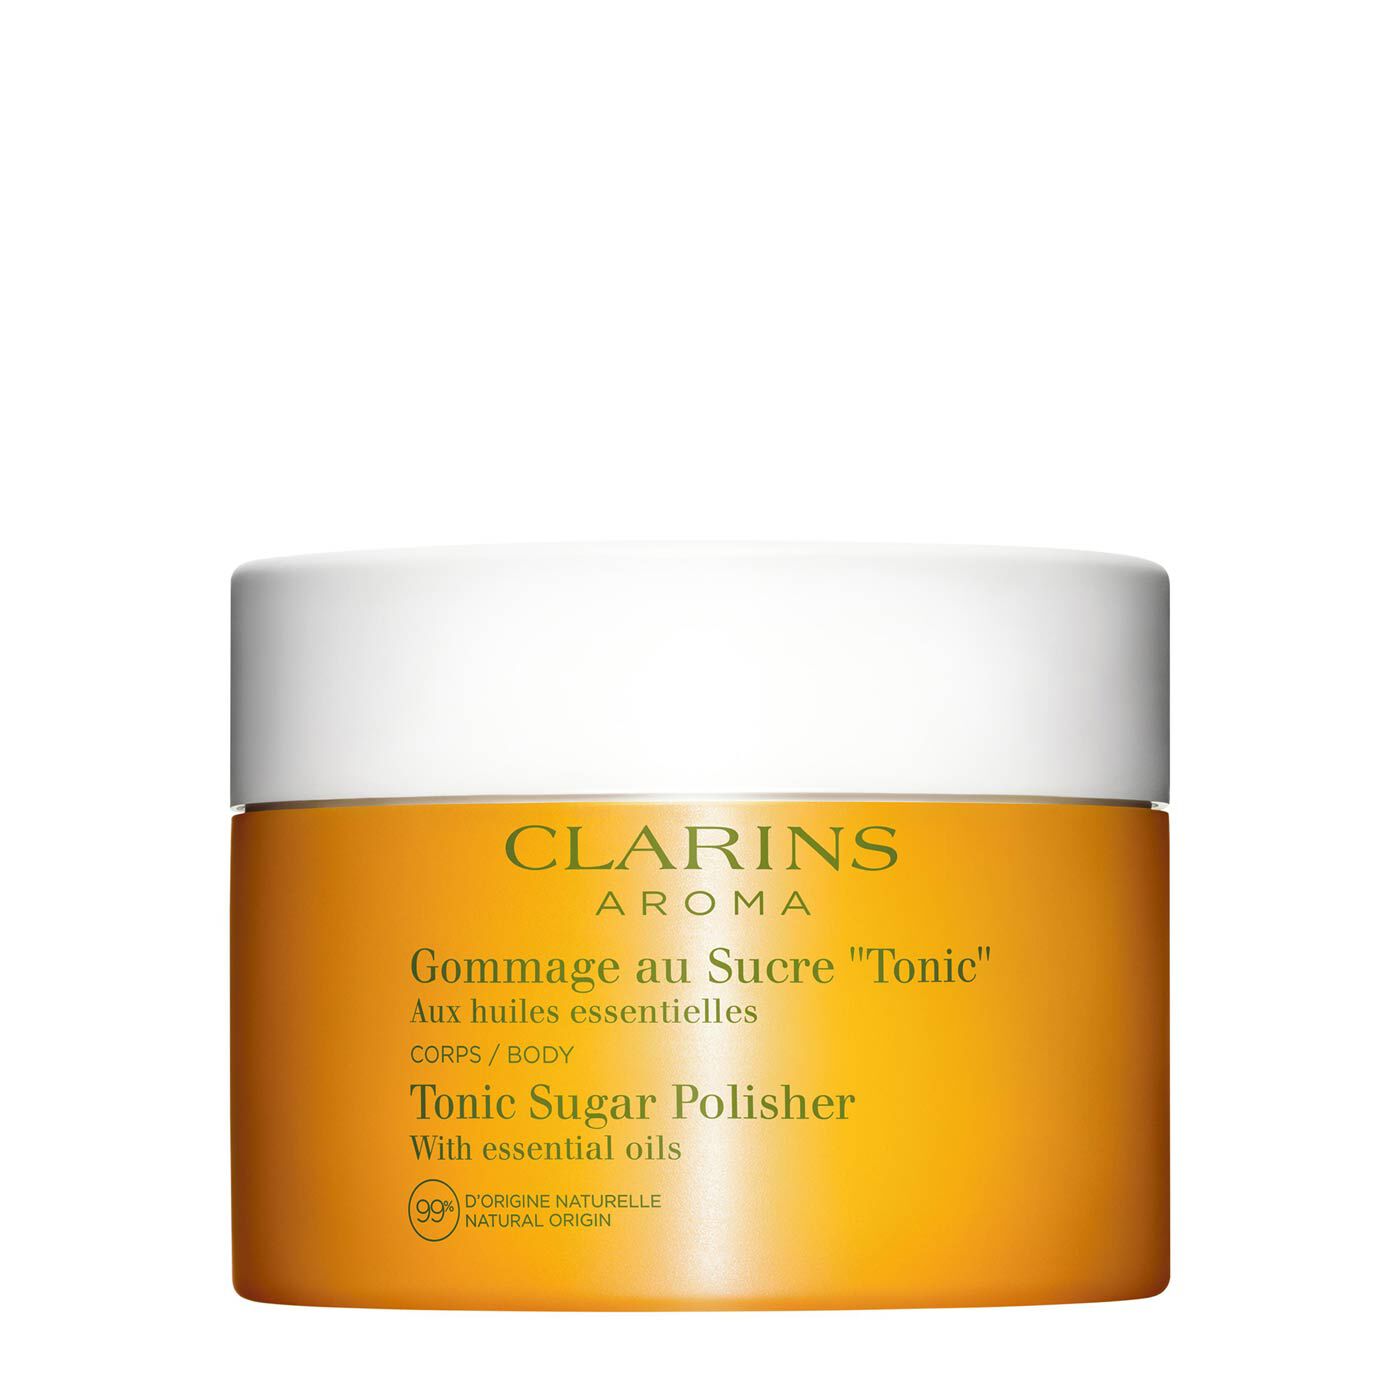 CLARINS
AROMA
Gommage au Sucre "Tonic"
Aux huiles essentielles
CORPS / BODY
Tonic Sugar Polisher
With essential oils
99% D'ORIGINE NATURELLE
NATURAL ORIGIN